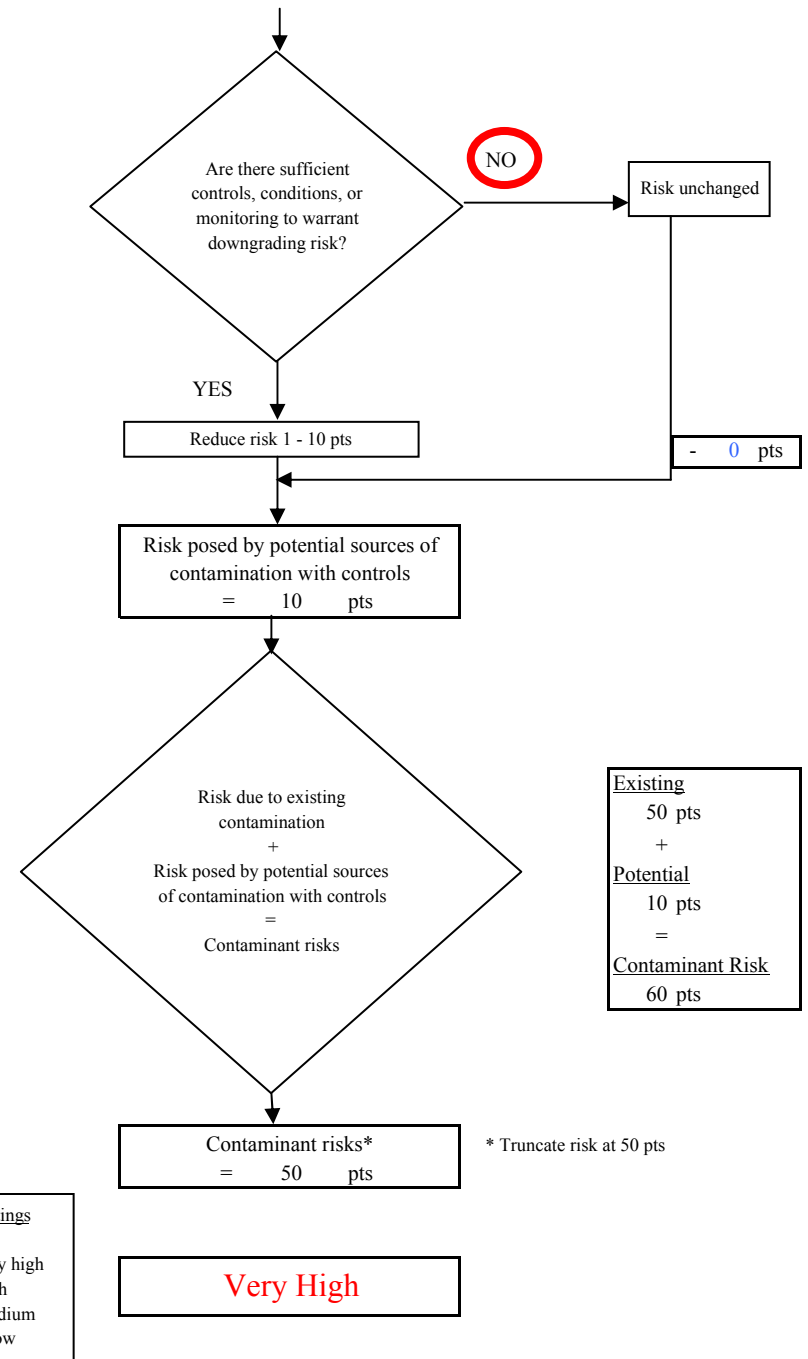 Are there sufficient
controls, conditions, or
monitoring to warrant
downgrading risk?
NO
Risk unchanged
YES
Reduce risk 1 - 10 pts
- 0 pts
Risk posed by potential sources of
contamination with controls
= 10 pts
Risk due to existing
contamination
+
Risk posed by potential sources
of contamination with controls
=
Contaminant risks
Existing
50 pts
+
Potential
10 pts
=
Contaminant Risk
60 pts
Contaminant risks*
= 50 pts
* Truncate risk at 50 pts
Very High
high